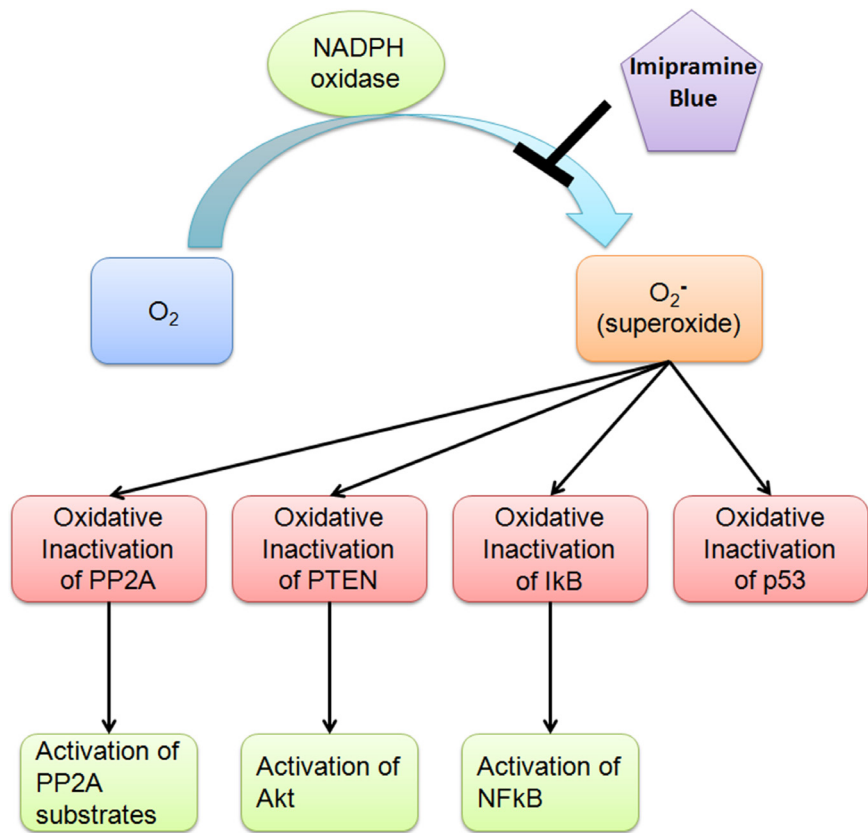 NADPH
oxidase
Imipramine
Blue
O₂
O₂⁻
(superoxide)
Oxidative
Inactivation
of PP2A
Oxidative
Inactivation
of PTEN
Oxidative
Inactivation
of IkB
Oxidative
Inactivation
of p53
Activation of
PP2A
substrates
Activation of
Akt
Activation of
NFkB